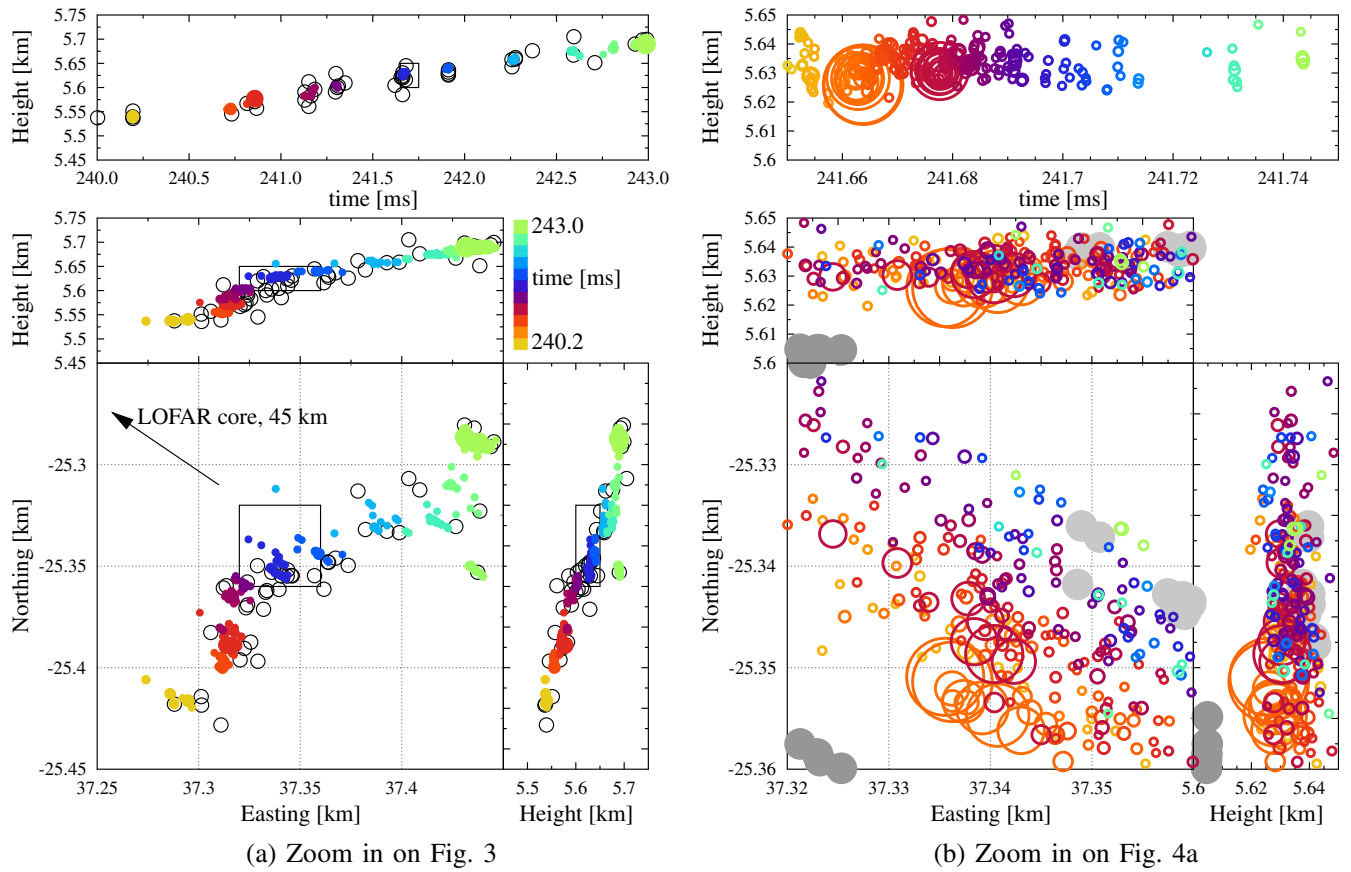 5.75
5.7
5.65
5.6
5.55
5.5
5.45
Height [km]
240.0 240.5 241.0 241.5 242.0 242.5 243.0
time [ms]
5.75
5.7
5.65
5.6
5.55
5.5
5.45
Height [km]
243.0
time [ms]
240.2
LOFAR core, 45 km
-25.3
-25.35
-25.4
-25.45
Northing [km]
37.25 37.3 37.35 37.4 5.5 5.6 5.7
Easting [km] Height [km]
(a) Zoom in on Fig. 3
5.65
5.64
5.63
5.62
5.61
5.6
Height [km]
241.66 241.68 241.7 241.72 241.74
time [ms]
5.65
5.64
5.63
5.62
5.61
5.6
Height [km]
-25.33
-25.34
-25.35
-25.36
Northing [km]
37.32 37.33 37.34 37.35 5.6 5.62 5.64
Easting [km] Height [km]
(b) Zoom in on Fig. 4a